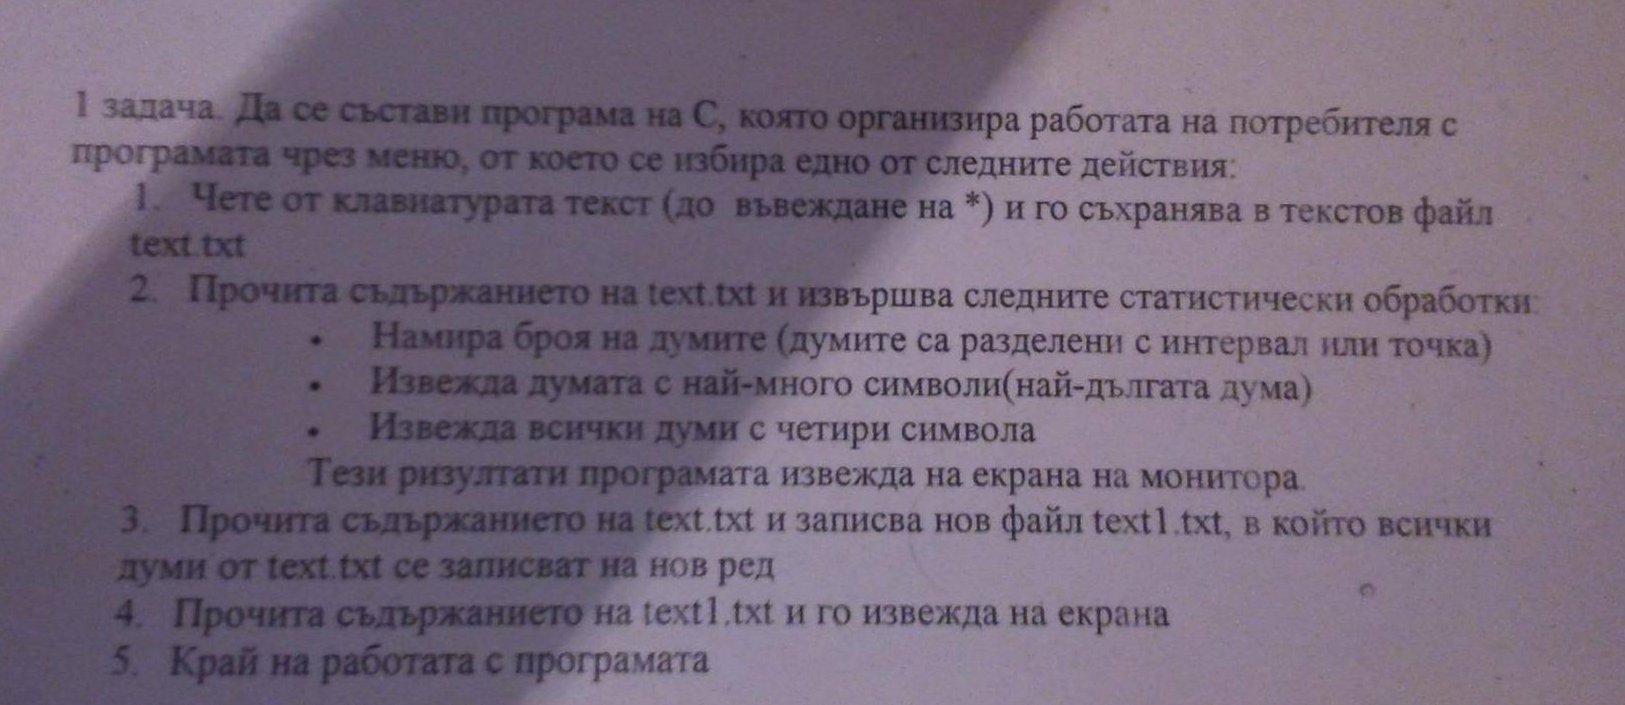 1 задача. Да се състави програма на С, която организира работата на потребителя с
програмата чрез меню, от което се избира едно от следните действия:
1. Чете от клавиатурата текст (до въвеждане на *) и го съхранява в текстов файл
text.txt
2. Прочита съдържанието на text.txt и извършва следните статистически обработки:
• Намира броя на думите (думите са разделени с интервал или точка)
• Извежда думата с най-много символи(най-дългата дума)
• Извежда всички думи с четири символа
Тези ризултати програмата извежда на екрана на монитора.
3. Прочита съдържанието на text.txt и записва нов файл text1.txt, в който всички
думи от text.txt се записват на нов ред
4. Прочита съдържанието на text1.txt и го извежда на екрана
5. Край на работата с програмата